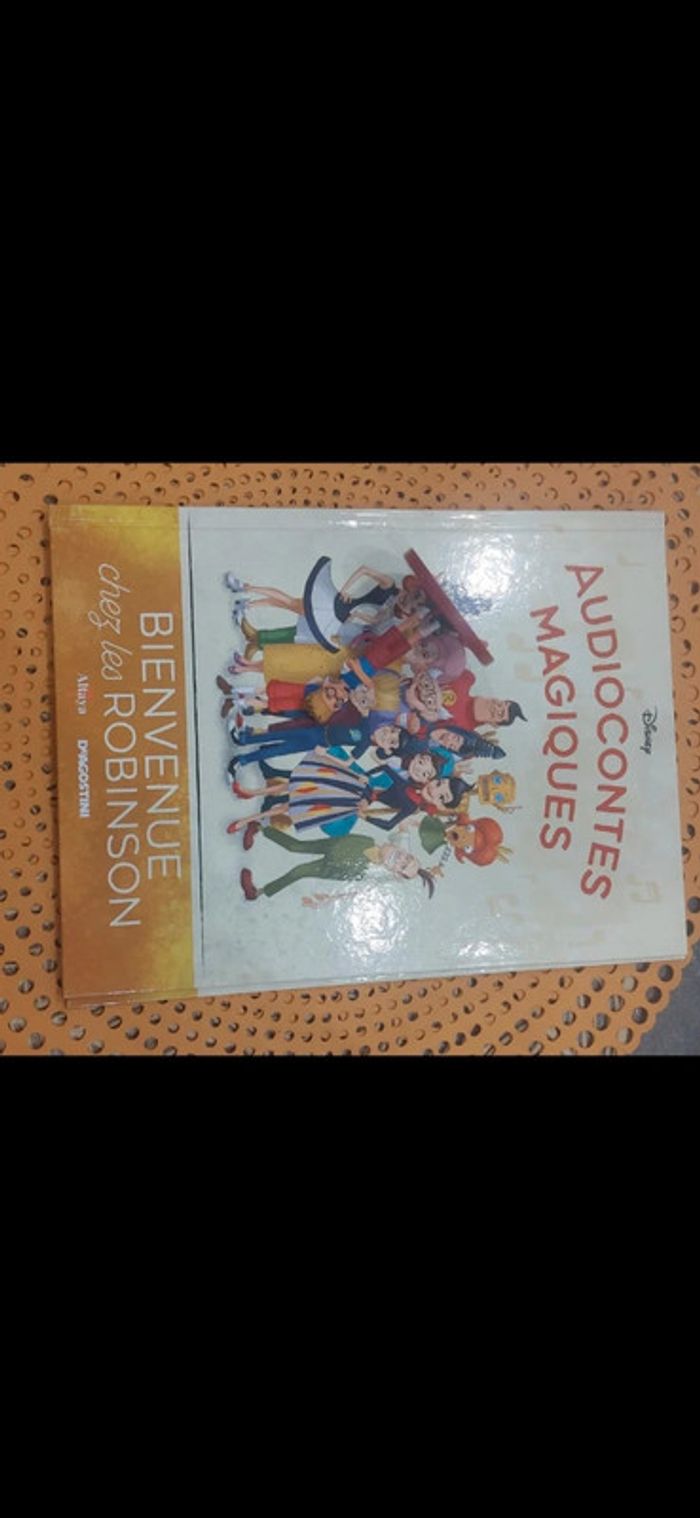 Disney
AUDIOCONTES
MAGIQUES
BIENVENUE
chez les ROBINSON
Altaya DEAGOSTINI